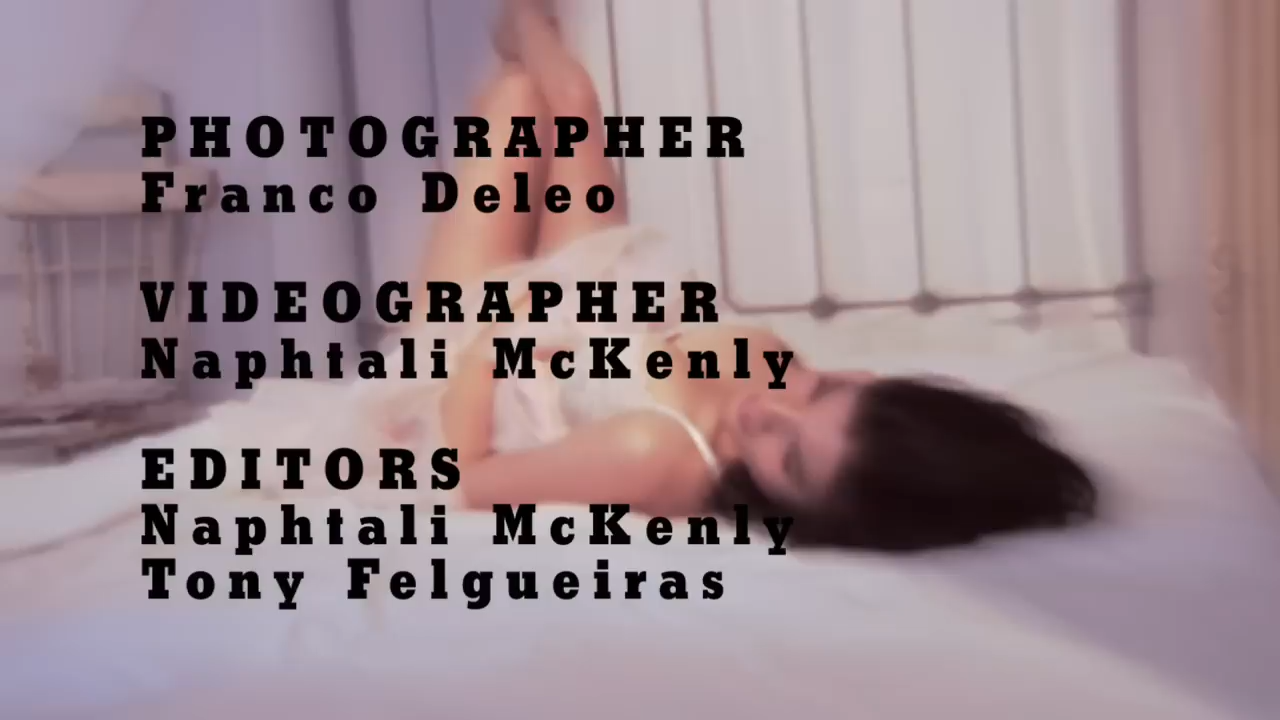 PHOTOGRAPHER
Franco Deleo
VIDEOGRAPHER
Naphtali McKenly
EDITORS
Naphtali McKenly
Tony Felgueiras